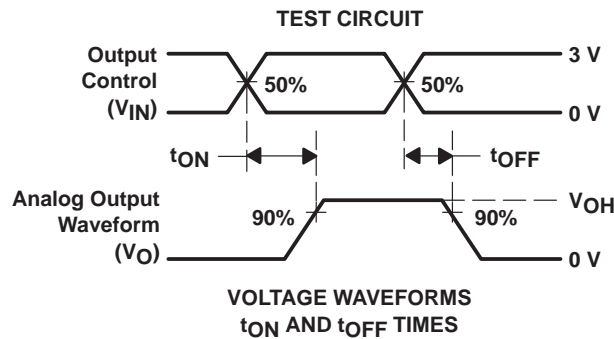 TEST CIRCUIT
Output
Control
(VIN)
50%
50%
3 V
0 V
tON
tOFF
Analog Output
Waveform
(VO)
90%
90%
VOH
0 V
VOLTAGE WAVEFORMS
tON AND tOFF TIMES